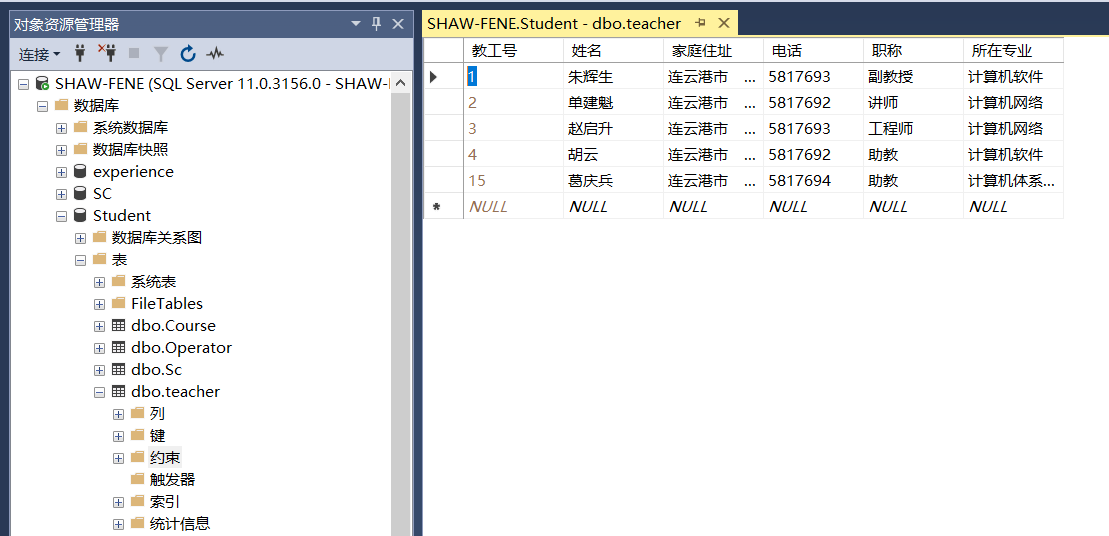 对象资源管理器
连接
SHAW-FENE (SQL Server 11.0.3156.0 - SHAW-
数据库
系统数据库
数据库快照
experience
SC
Student
数据库关系图
表
系统表
FileTables
dbo.Course
dbo.Operator
dbo.Sc
dbo.teacher
列
键
约束
触发器
索引
统计信息
SHAW-FENE.Student - dbo.teacher
教工号 姓名 家庭住址 电话 职称 所在专业
1 朱辉生 连云港市 ... 5817693 副教授 计算机软件
2 单建魁 连云港市 ... 5817692 讲师 计算机网络
3 赵启升 连云港市 ... 5817693 工程师 计算机网络
4 胡云 连云港市 ... 5817692 助教 计算机软件
15 葛庆兵 连云港市 ... 5817694 助教 计算机体系...
* NULL NULL NULL NULL NULL NULL